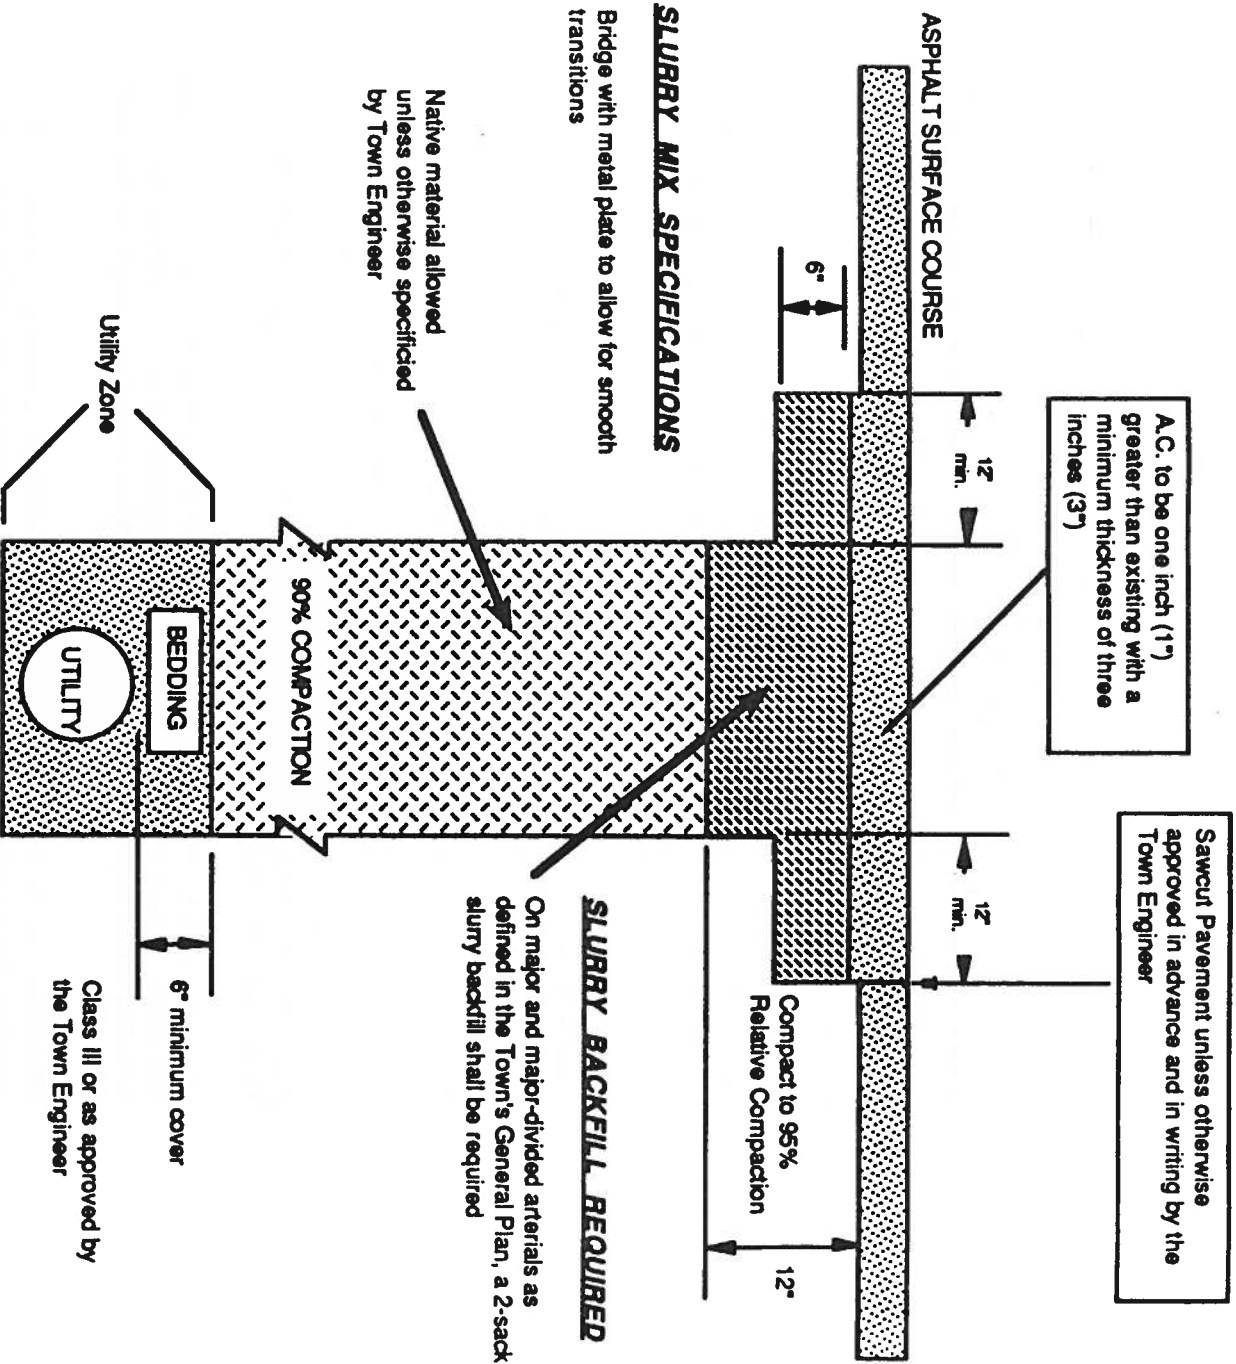 A.C. to be one inch (1")
greater than existing with a
minimum thickness of three
inches (3")
Sawcut Pavement unless otherwise
approved in advance and in writing by the
Town Engineer
ASPHALT SURFACE COURSE
12"
min.
12"
min.
6"
12"
Compact to 95%
Relative Compaction
SLURRY MIX SPECIFICATIONS
Bridge with metal plate to allow for smooth
transitions
SLURRY BACKFILL REQUIRED
On major and major-divided arterials as
defined in the Town's General Plan, a 2-sack
slurry backfill shall be required
Native material allowed
unless otherwise specificied
by Town Engineer
90% COMPACTION
Utility Zone
BEDDING
UTILITY
6" minimum cover
Class III or as approved by
the Town Engineer